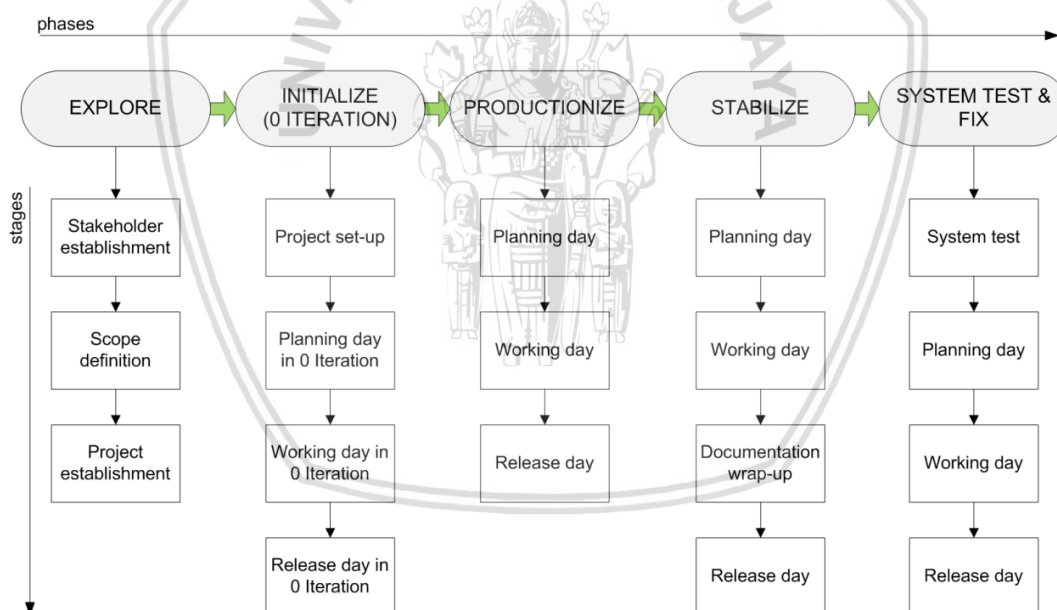 phases
EXPLORE
INITIALIZE
(0 ITERATION)
PRODUCTIONIZE
STABILIZE
SYSTEM TEST &
FIX
stages
Stakeholder
establishment
Scope
definition
Project
establishment
Project set-up
Planning day
in 0 Iteration
Working day in
0 Iteration
Release day in
0 Iteration
Planning day
Working day
Release day
Planning day
Working day
Documentation
wrap-up
Release day
System test
Planning day
Working day
Release day
UNIV
JAYA